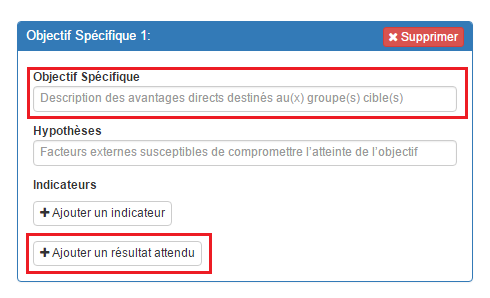 Objectif Spécifique 1:
✖ Supprimer
Objectif Spécifique
Description des avantages directs destinés au(x) groupe(s) cible(s)
Hypothèses
Facteurs externes susceptibles de compromettre l'atteinte de l'objectif
Indicateurs
+ Ajouter un indicateur
+ Ajouter un résultat attendu